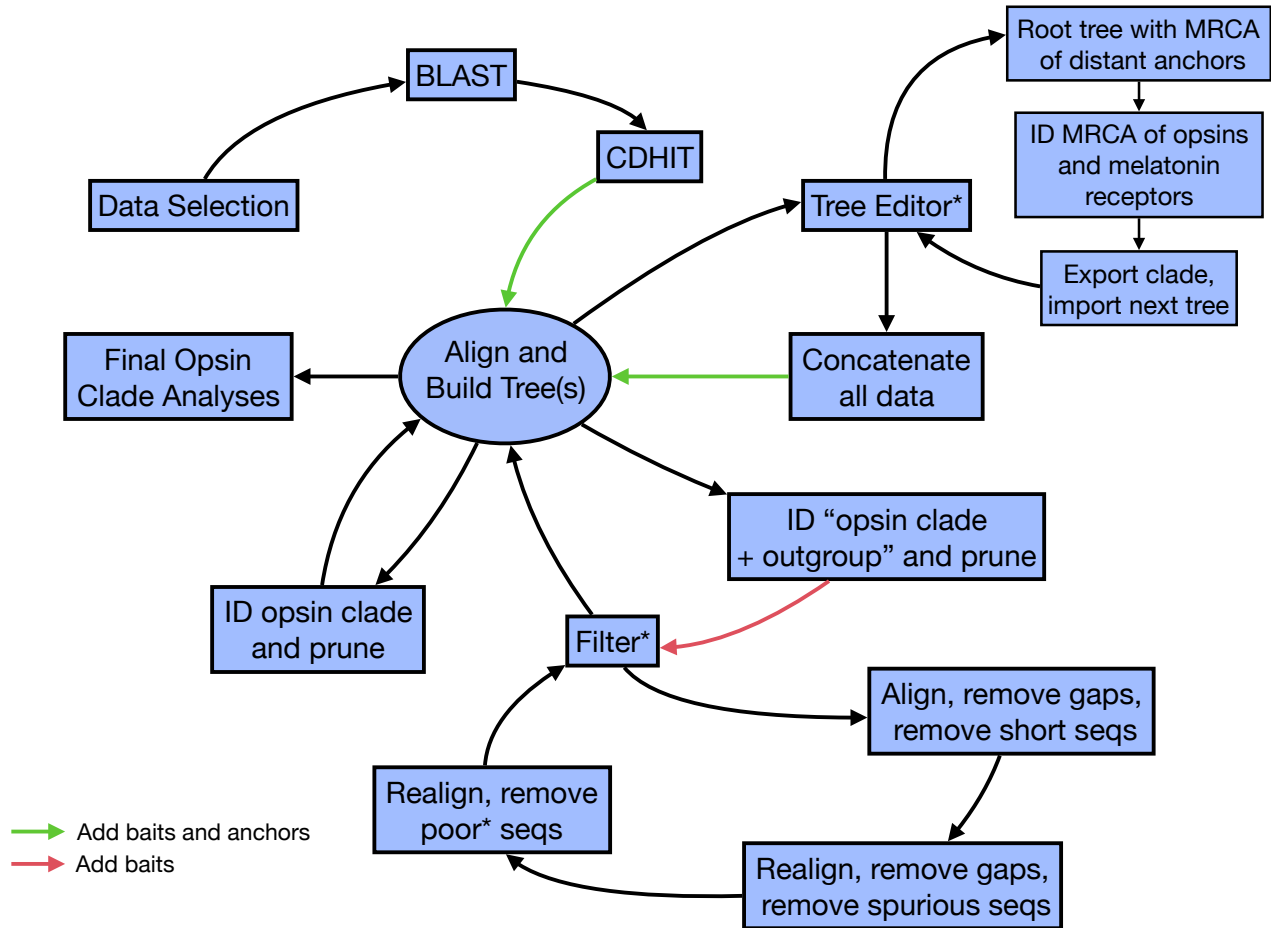 Data Selection
BLAST
CDHIT
Tree Editor*
Root tree with MRCA
of distant anchors
ID MRCA of opsins
and melatonin
receptors
Export clade,
import next tree
Concatenate
all data
Align and
Build Tree(s)
Final Opsin
Clade Analyses
ID opsin clade
and prune
ID “opsin clade
+ outgroup” and prune
Filter*
Align, remove gaps,
remove short seqs
Realign, remove gaps,
remove spurious seqs
Realign, remove
poor* seqs
Add baits and anchors
Add baits